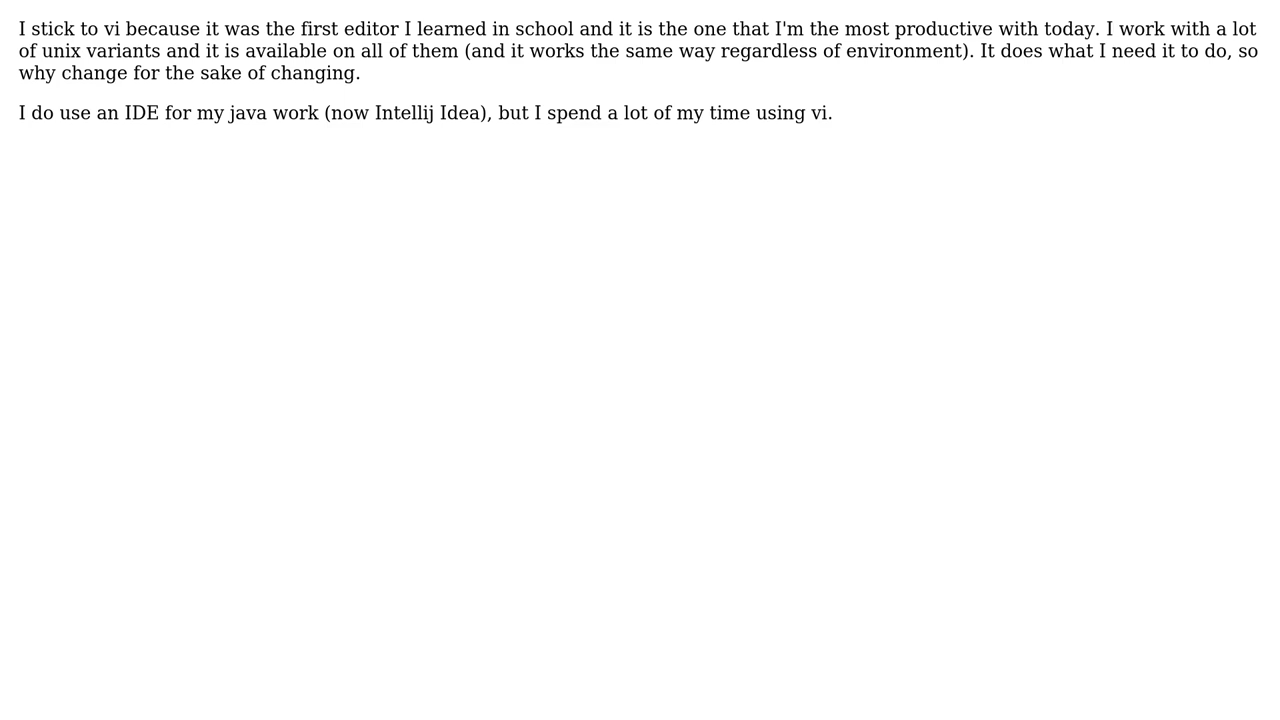 I stick to vi because it was the first editor I learned in school and it is the one that I'm the most productive with today. I work with a lot
of unix variants and it is available on all of them (and it works the same way regardless of environment). It does what I need it to do, so
why change for the sake of changing.
I do use an IDE for my java work (now Intellij Idea), but I spend a lot of my time using vi.